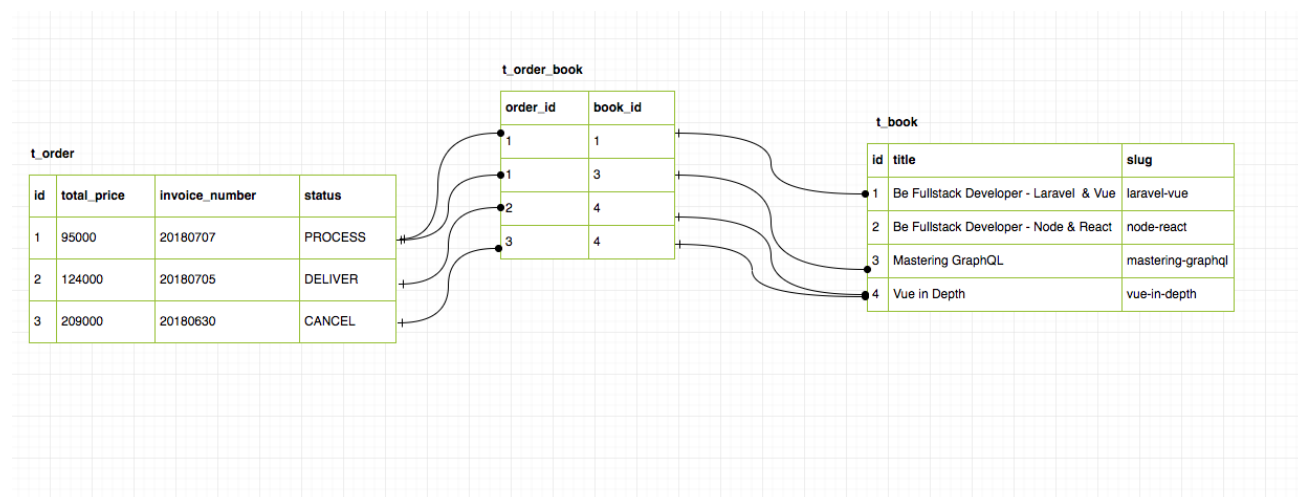 t_order_book
order_id book_id
1 1
1 3
2 4
3 4
t_book
id title slug
1 Be Fullstack Developer - Laravel & Vue laravel-vue
2 Be Fullstack Developer - Node & React node-react
3 Mastering GraphQL mastering-graphql
4 Vue in Depth vue-in-depth
t_order
id total_price invoice_number status
1 95000 20180707 PROCESS
2 124000 20180705 DELIVER
3 209000 20180630 CANCEL